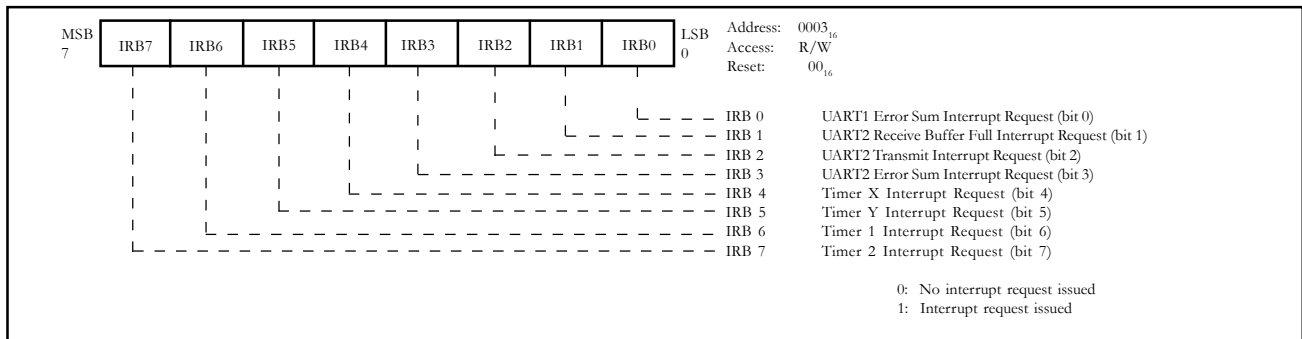 MSB 7 IRB7 IRB6 IRB5 IRB4 IRB3 IRB2 IRB1 IRB0 LSB 0
Address: 0003₁₆
Access: R/W
Reset: 00₁₆
IRB 0 UART1 Error Sum Interrupt Request (bit 0)
IRB 1 UART2 Receive Buffer Full Interrupt Request (bit 1)
IRB 2 UART2 Transmit Interrupt Request (bit 2)
IRB 3 UART2 Error Sum Interrupt Request (bit 3)
IRB 4 Timer X Interrupt Request (bit 4)
IRB 5 Timer Y Interrupt Request (bit 5)
IRB 6 Timer 1 Interrupt Request (bit 6)
IRB 7 Timer 2 Interrupt Request (bit 7)
0: No interrupt request issued
1: Interrupt request issued